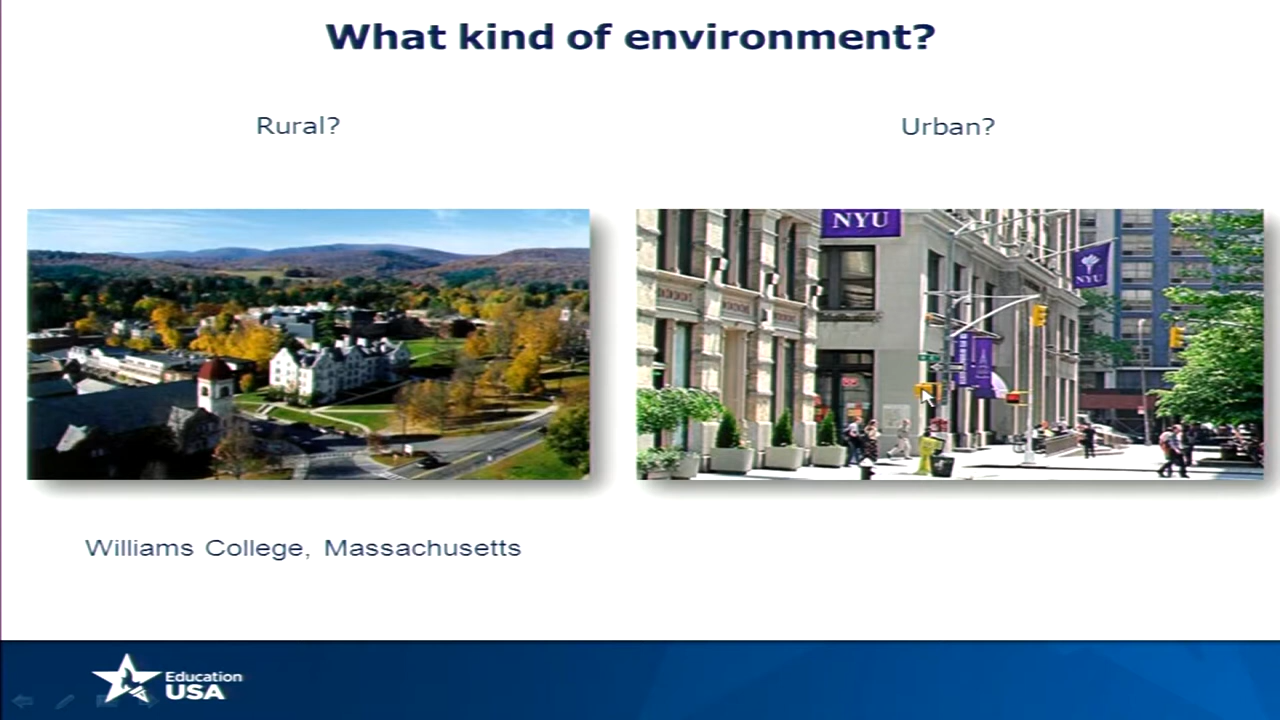 What kind of environment?
Rural?
Urban?
NYU
NYU
Williams College, Massachusetts
Education
USA